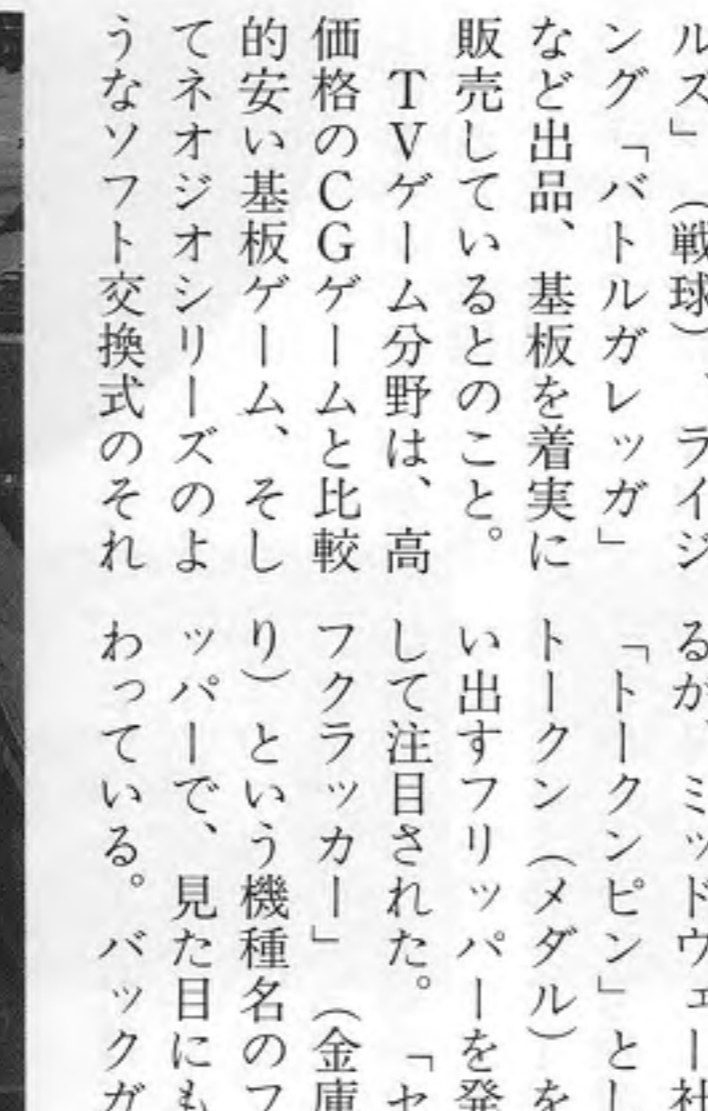 ルズ」（戦球）、ライジ
ング「バトルガレッガ」
など出品、基板を着実に
販売しているとのこと。
　ＴＶゲーム分野は、高
価格のＣＧゲームと比較
的安い基板ゲーム、そし
てネオジオシリーズのよ
うなソフト交換式のそれ
るが、ミッドウェー社
「トークンピン」とし
トークン（メダル）を
い出すフリッパーを発
して注目された。「セ
フクラッカー」（金庫
り）という機種名のフ
ッパーで、見た目にも
わっている。バックガ